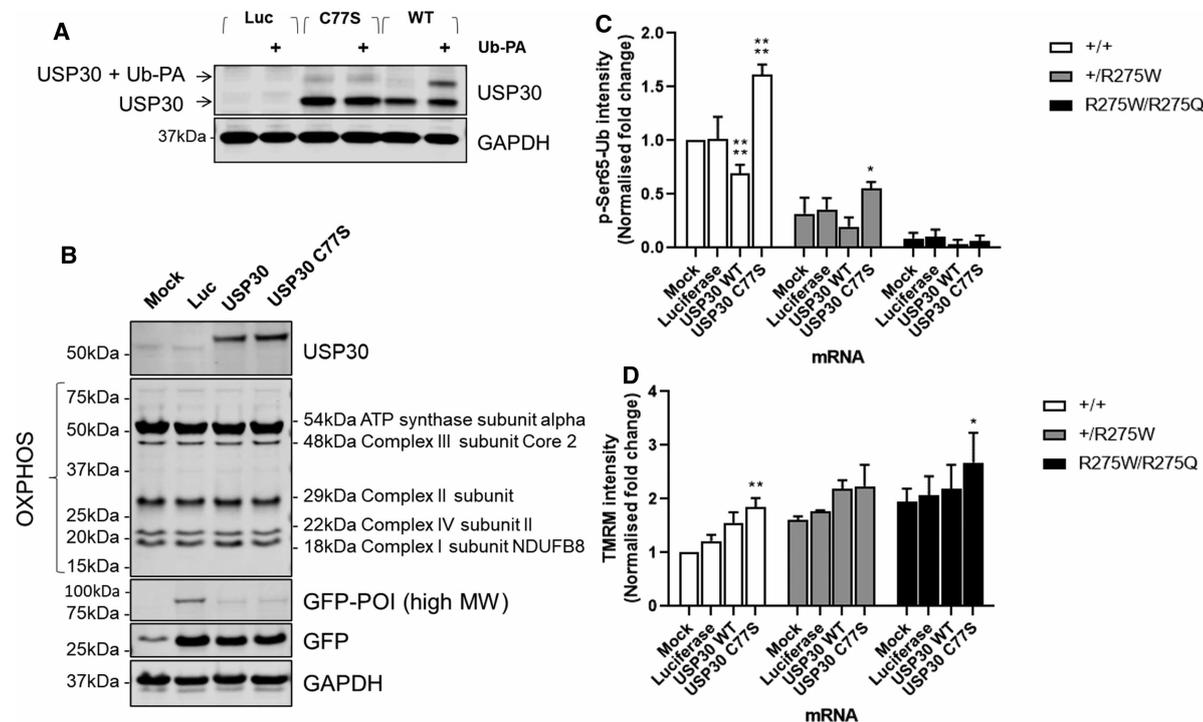 A
Luc C77S WT
+ + + Ub-PA
USP30 + Ub-PA
USP30
USP30
37kDa
GAPDH
B
Mock Luc USP30 USP30 C77S
50kDa
USP30
OXPHOS
75kDa
50kDa
37kDa
25kDa
20kDa
15kDa
54kDa ATP synthase subunit alpha
48kDa Complex III subunit Core 2
29kDa Complex II subunit
22kDa Complex IV subunit II
18kDa Complex I subunit NDUFB8
100kDa
75kDa
GFP-POI (high MW)
25kDa
GFP
37kDa
GAPDH
C
p-Ser65-Ub intensity
(Normalised fold change)
2.0
1.5
1.0
0.5
0.0
**
**
**
**
*
Mock Luciferase USP30 WT USP30 C77S
Mock Luciferase USP30 WT USP30 C77S
Mock Luciferase USP30 WT USP30 C77S
mRNA
+/+
+/R275W
R275W/R275Q
D
TMRM intensity
(Normalised fold change)
4
3
2
1
0
**
*
Mock Luciferase USP30 WT USP30 C77S
Mock Luciferase USP30 WT USP30 C77S
Mock Luciferase USP30 WT USP30 C77S
mRNA
+/+
+/R275W
R275W/R275Q